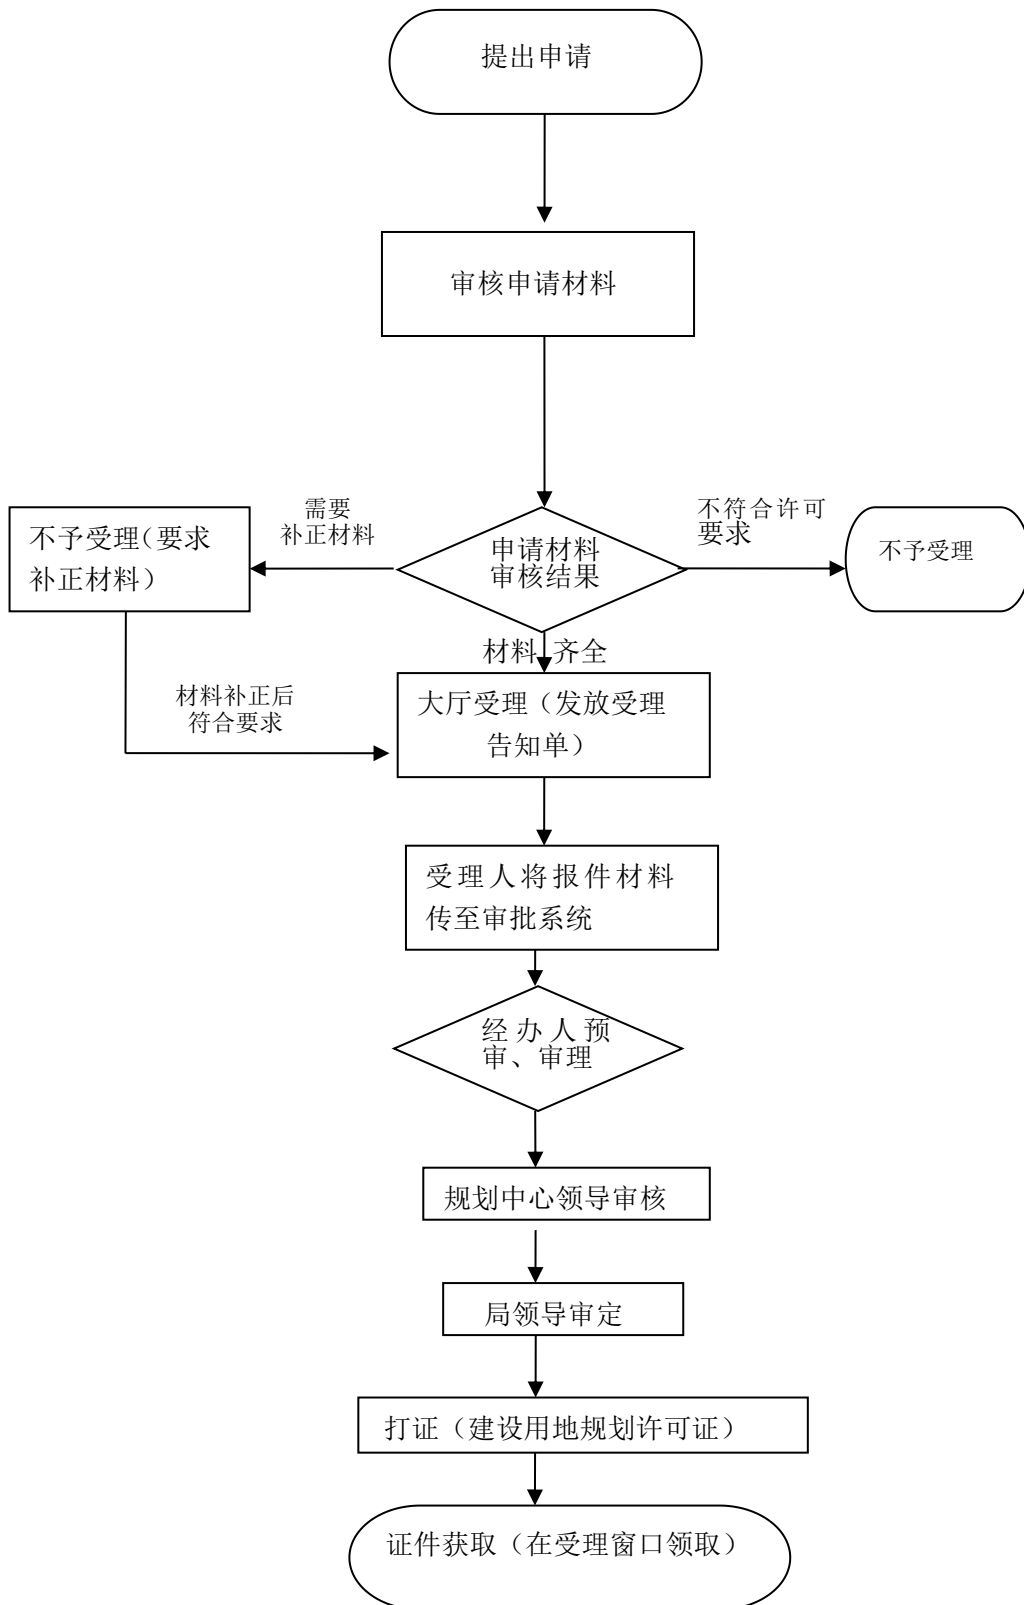 提出申请
审核申请材料
需要
补正材料
不符合许可
要求
不予受理（要求
补正材料）
申请材料
审核结果
不予受理
材料 齐全
材料补正后
符合要求
大厅受理（发放受理
告知单）
受理人将报件材料
传至审批系统
经办人预
审、审理
规划中心领导审核
局领导审定
打证（建设用地规划许可证）
证件获取（在受理窗口领取）